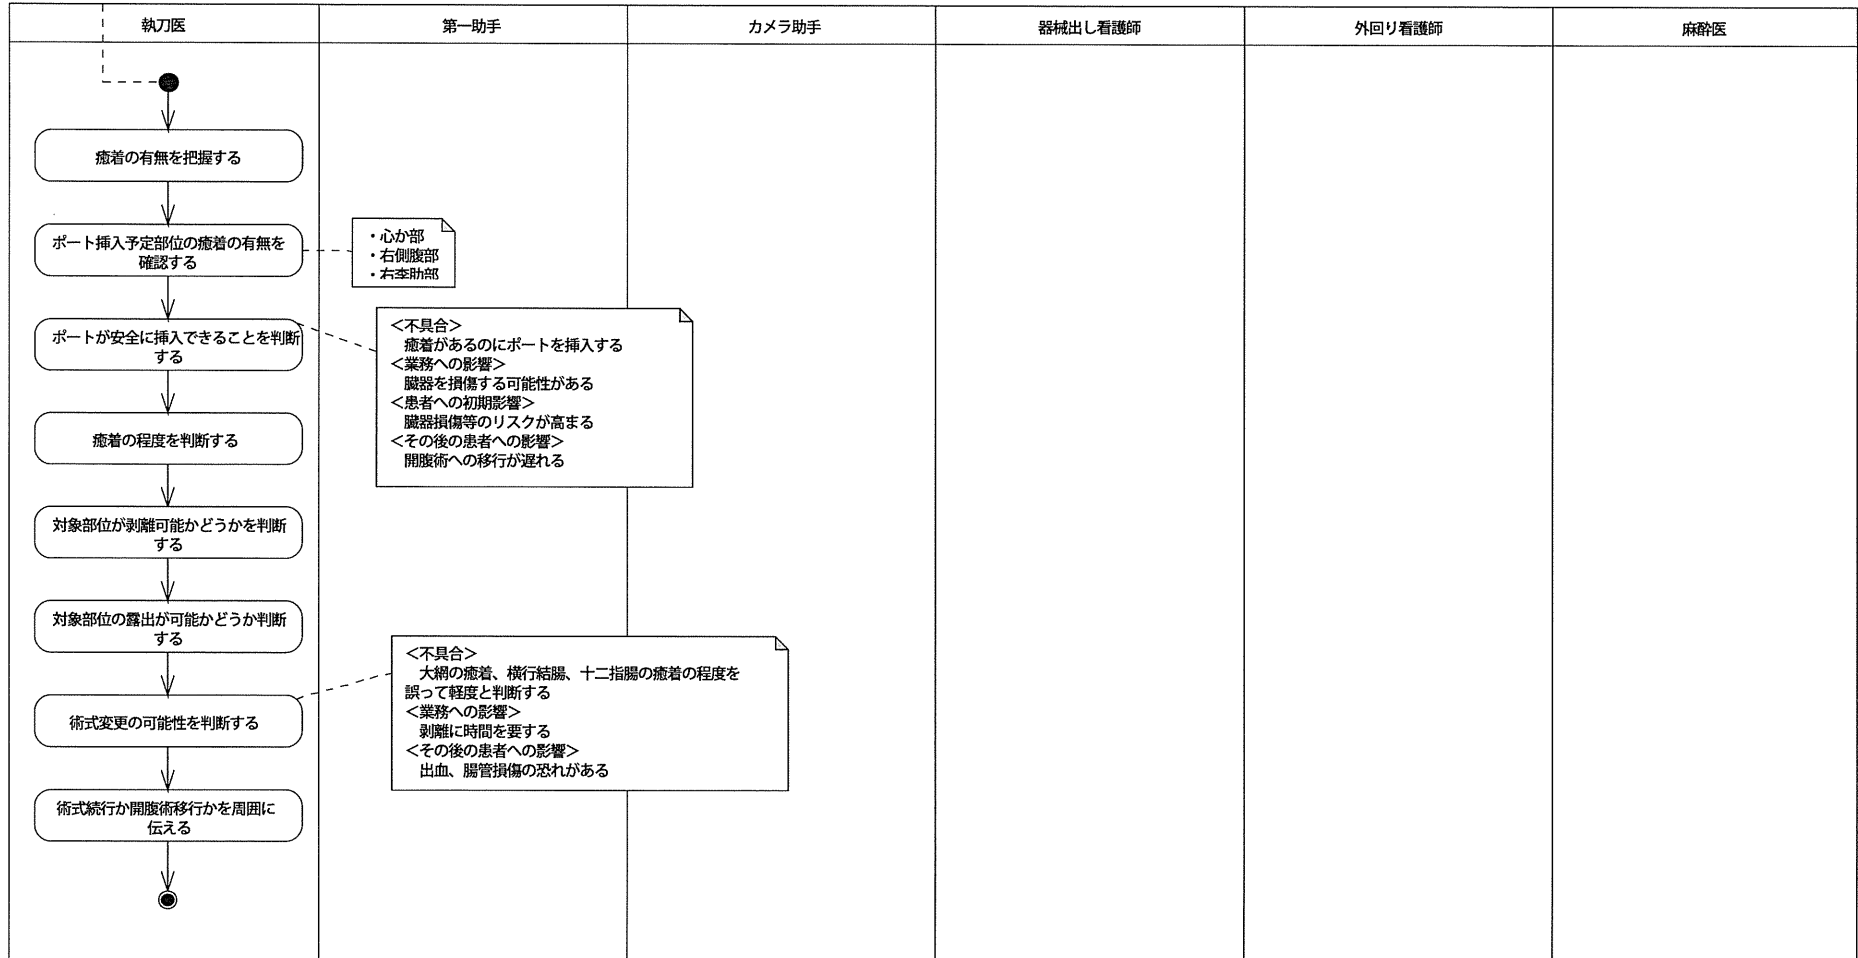 執刀医
第一助手
カメラ助手
器械出し看護師
外回り看護師
麻酔医
癒着の有無を把握する
ポート挿入予定部位の癒着の有無を
確認する
・心か部
・右側腹部
・右季肋部
ポートが安全に挿入できることを判断
する
<不具合>
癒着があるのにポートを挿入する
<業務への影響>
臓器を損傷する可能性がある
<患者への初期影響>
臓器損傷等のリスクが高まる
<その後の患者への影響>
開腹術への移行が遅れる
癒着の程度を判断する
対象部位が剥離可能かどうかを判断
する
対象部位の露出が可能かどうか判断
する
<不具合>
大網の癒着、横行結腸、十二指腸の癒着の程度を
誤って軽度と判断する
<業務への影響>
剥離に時間を要する
<その後の患者への影響>
出血、腸管損傷の恐れがある
術式変更の可能性を判断する
術式続行か開腹術移行かを周囲に
伝える